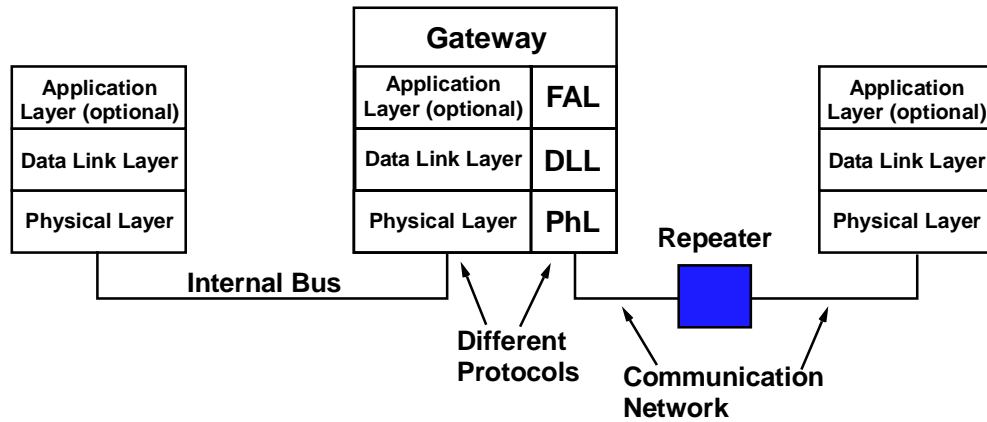 Gateway
Application
Layer (optional)
Data Link Layer
Physical Layer
Application
Layer (optional)
FAL
Data Link Layer
DLL
Physical Layer
PhL
Application
Layer (optional)
Data Link Layer
Physical Layer
Repeater
Internal Bus
Different
Protocols
Communication
Network